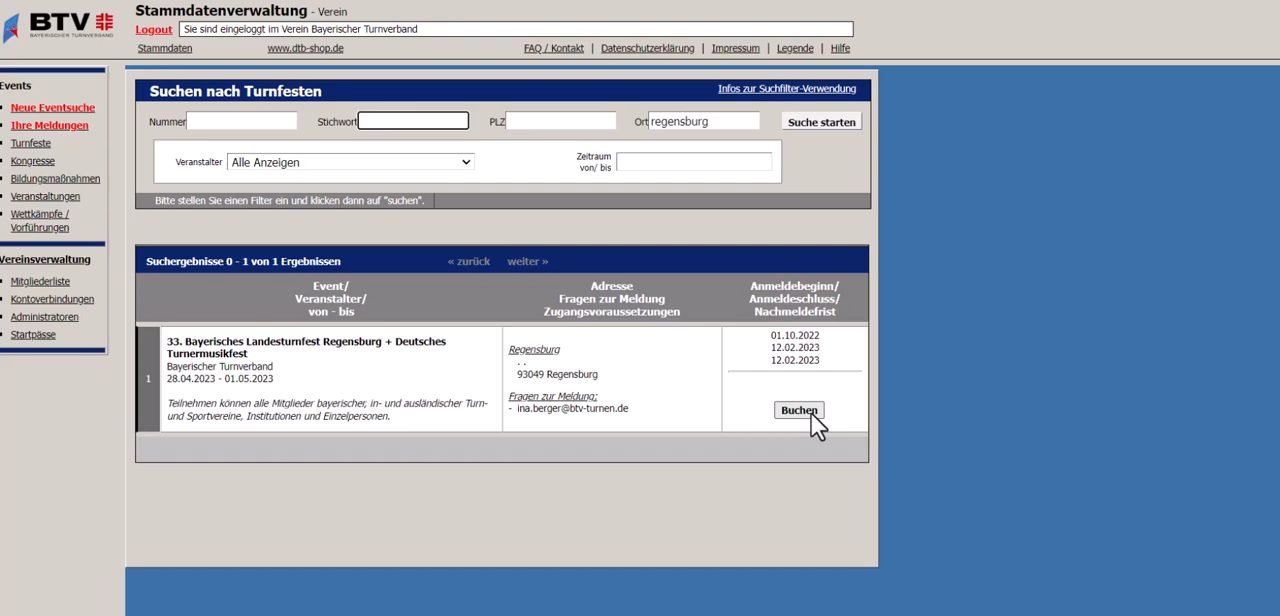 BTV
BAYERISCHER TURNVERBAND
Stammdatenverwaltung - Verein
Logout Sie sind eingeloggt im Verein Bayerischer Turnverband
Stammdaten www.dtb-shop.de FAQ / Kontakt | Datenschutzerklärung | Impressum | Legende | Hilfe
Events
Neue Eventsuche
Ihre Meldungen
Turnfeste
Kongresse
Bildungsmaßnahmen
Veranstaltungen
Wettkämpfe /
Vorführungen
Vereinsverwaltung
Mitgliederliste
Kontoverbindungen
Administratoren
Startpässe
Suchen nach Turnfesten Infos zur Suchfilter-Verwendung
Nummer Stichwort PLZ Ort regensburg Suche starten
Veranstalter Alle Anzeigen
Zeitraum
von/ bis
Bitte stellen Sie einen Filter ein und klicken dann auf "suchen".
Suchergebnisse 0 - 1 von 1 Ergebnissen « zurück weiter »
Event/
Veranstalter/
von - bis
Adresse
Fragen zur Meldung
Zugangsvoraussetzungen
Anmeldebeginn/
Anmeldeschluss/
Nachmeldefrist
1
33. Bayerisches Landesturnfest Regensburg + Deutsches
Turnermusikfest
Bayerischer Turnverband
28.04.2023 - 01.05.2023
Teilnehmen können alle Mitglieder bayerischer, in- und ausländischer Turn-
und Sportvereine, Institutionen und Einzelpersonen.
Regensburg
. .
93049 Regensburg
Fragen zur Meldung:
- ina.berger@btv-turnen.de
01.10.2022
12.02.2023
12.02.2023
Buchen